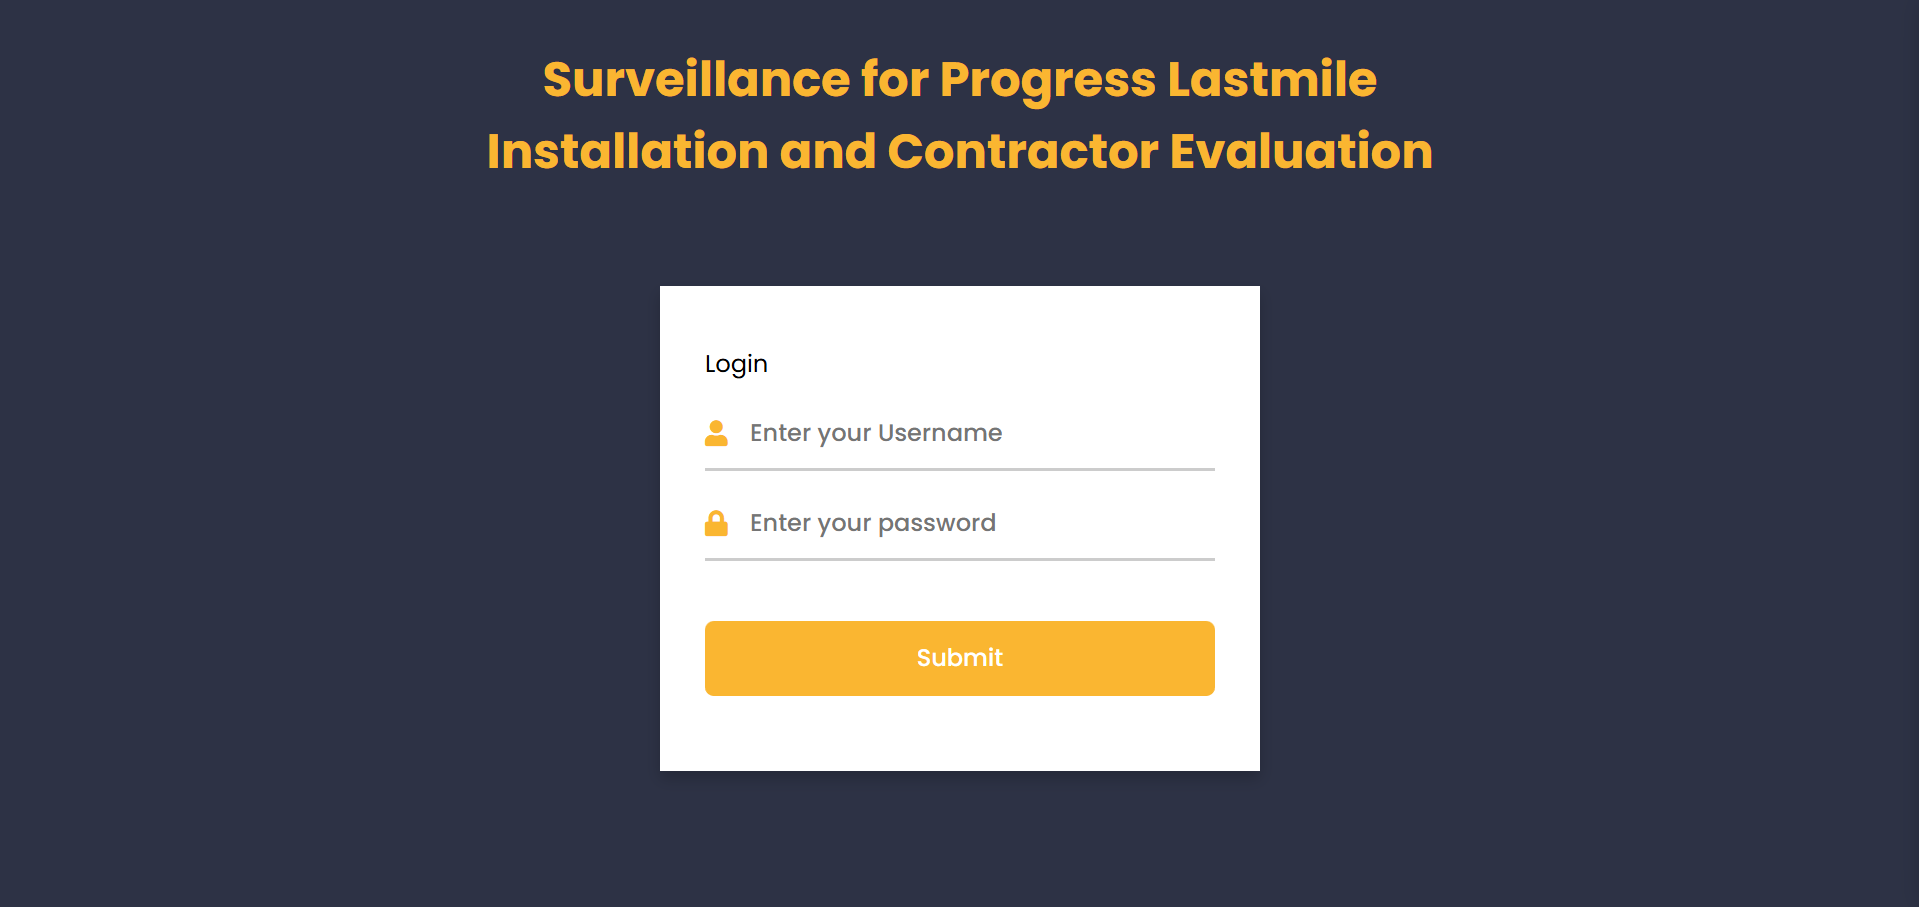 Surveillance for Progress Lastmile
Installation and Contractor Evaluation
Login
Enter your Username
Enter your password
Submit